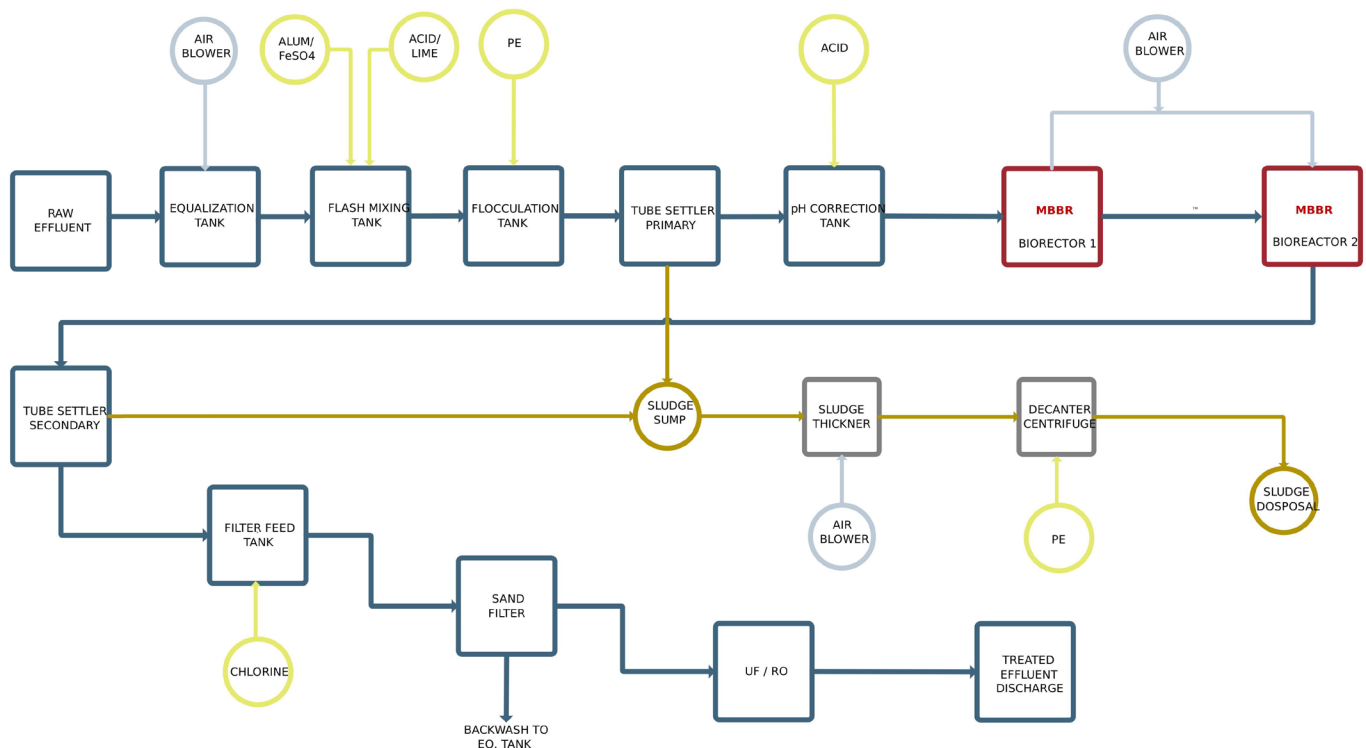 AIR
BLOWER
ALUM/
FeSO4
ACID/
LIME
PE
ACID
AIR
BLOWER
RAW
EFFLUENT
EQUALIZATION
TANK
FLASH MIXING
TANK
FLOCCULATION
TANK
TUBE SETTLER
PRIMARY
pH CORRECTION
TANK
MBBR
BIORECTOR 1
™
MBBR
BIOREACTOR 2
TUBE SETTLER
SECONDARY
SLUDGE
SUMP
SLUDGE
THICKNER
DECANTER
CENTRIFUGE
SLUDGE
DOSPOSAL
AIR
BLOWER
PE
FILTER FEED
TANK
CHLORINE
SAND
FILTER
BACKWASH TO
EQ. TANK
UF / RO
TREATED
EFFLUENT
DISCHARGE